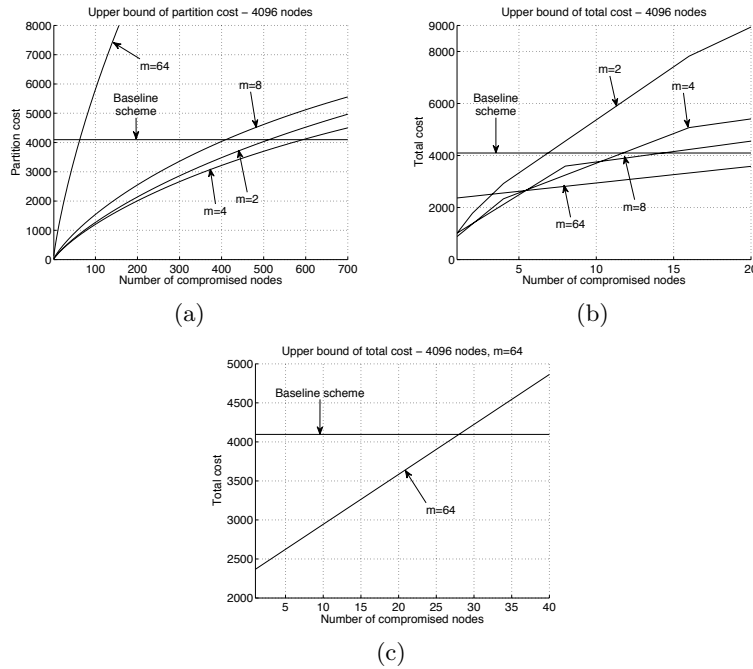 Upper bound of partition cost – 4096 nodes
8000
7000
6000
5000
4000
3000
2000
1000
0
Partition cost
m=64
m=8
Baseline
scheme
m=2
m=4
100
200
300
400
500
600
700
Number of compromised nodes
(a)
Upper bound of total cost – 4096 nodes
9000
8000
6000
4000
2000
0
Total cost
m=2
m=4
Baseline
scheme
m=8
m=64
5
10
15
20
Number of compromised nodes
(b)
Upper bound of total cost – 4096 nodes, m=64
5000
4500
4000
3500
3000
2500
2000
Total cost
Baseline scheme
m=64
5
10
15
20
25
30
35
40
Number of compromised nodes
(c)